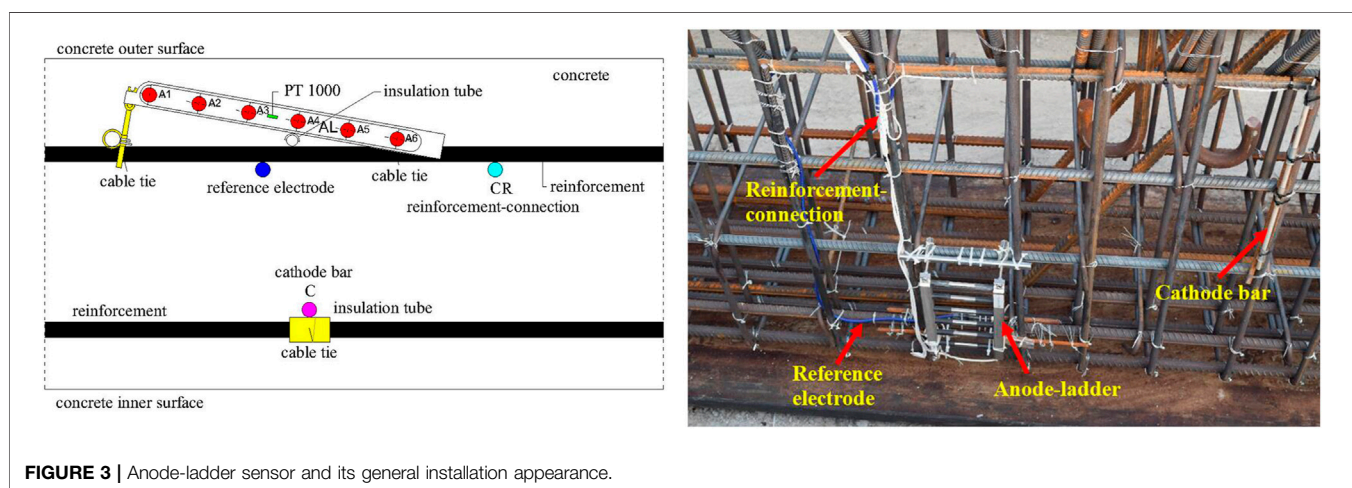 concrete outer surface
concrete
A1
A2
A3
PT 1000
insulation tube
A4
AL
A5
A6
cable tie
reference electrode
cable tie
CR
reinforcement
reinforcement-connection
cathode bar
C
reinforcement
insulation tube
cable tie
concrete inner surface
Reinforcement-
connection
Cathode bar
Reference
electrode
Anode-ladder
FIGURE 3 | Anode-ladder sensor and its general installation appearance.